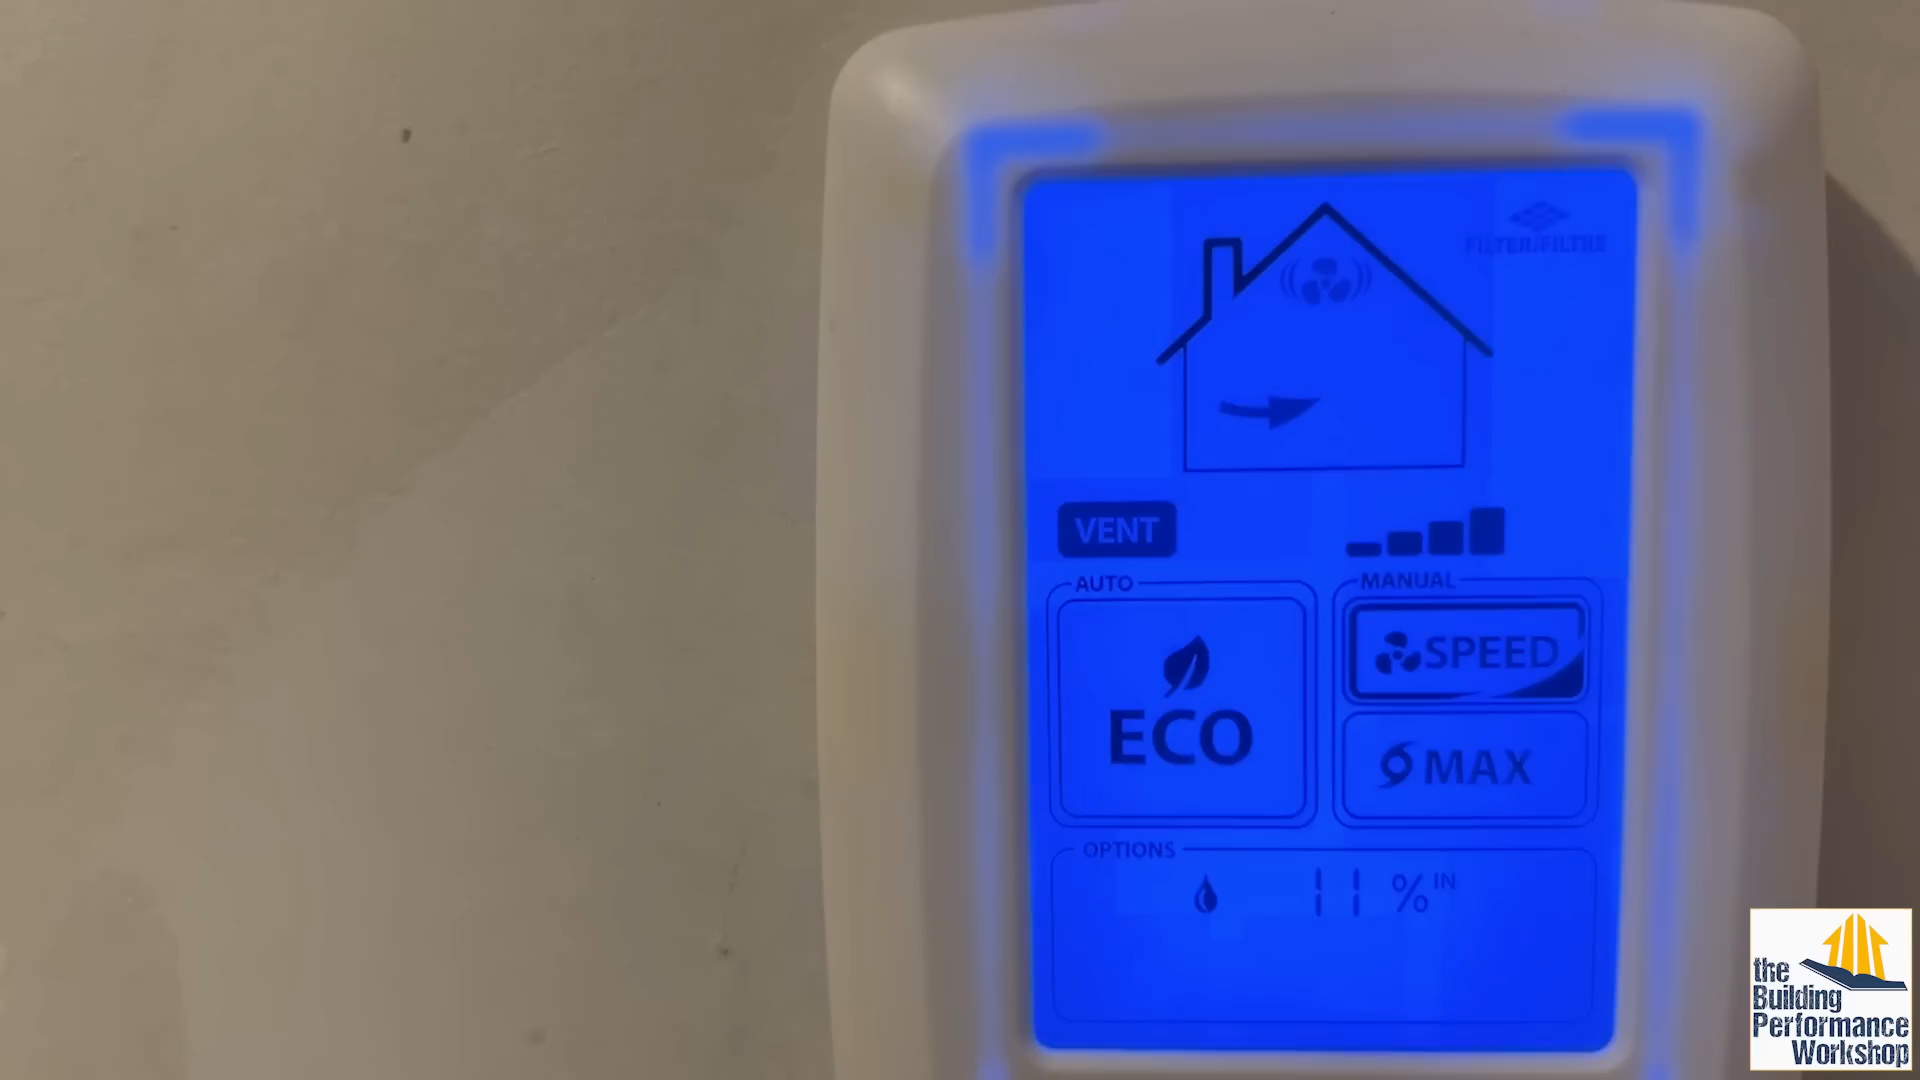 FILTER/FILTRE
VENT
AUTO
MANUAL
ECO
SPEED
MAX
OPTIONS
11 % IN
the
Building
Performance
Workshop